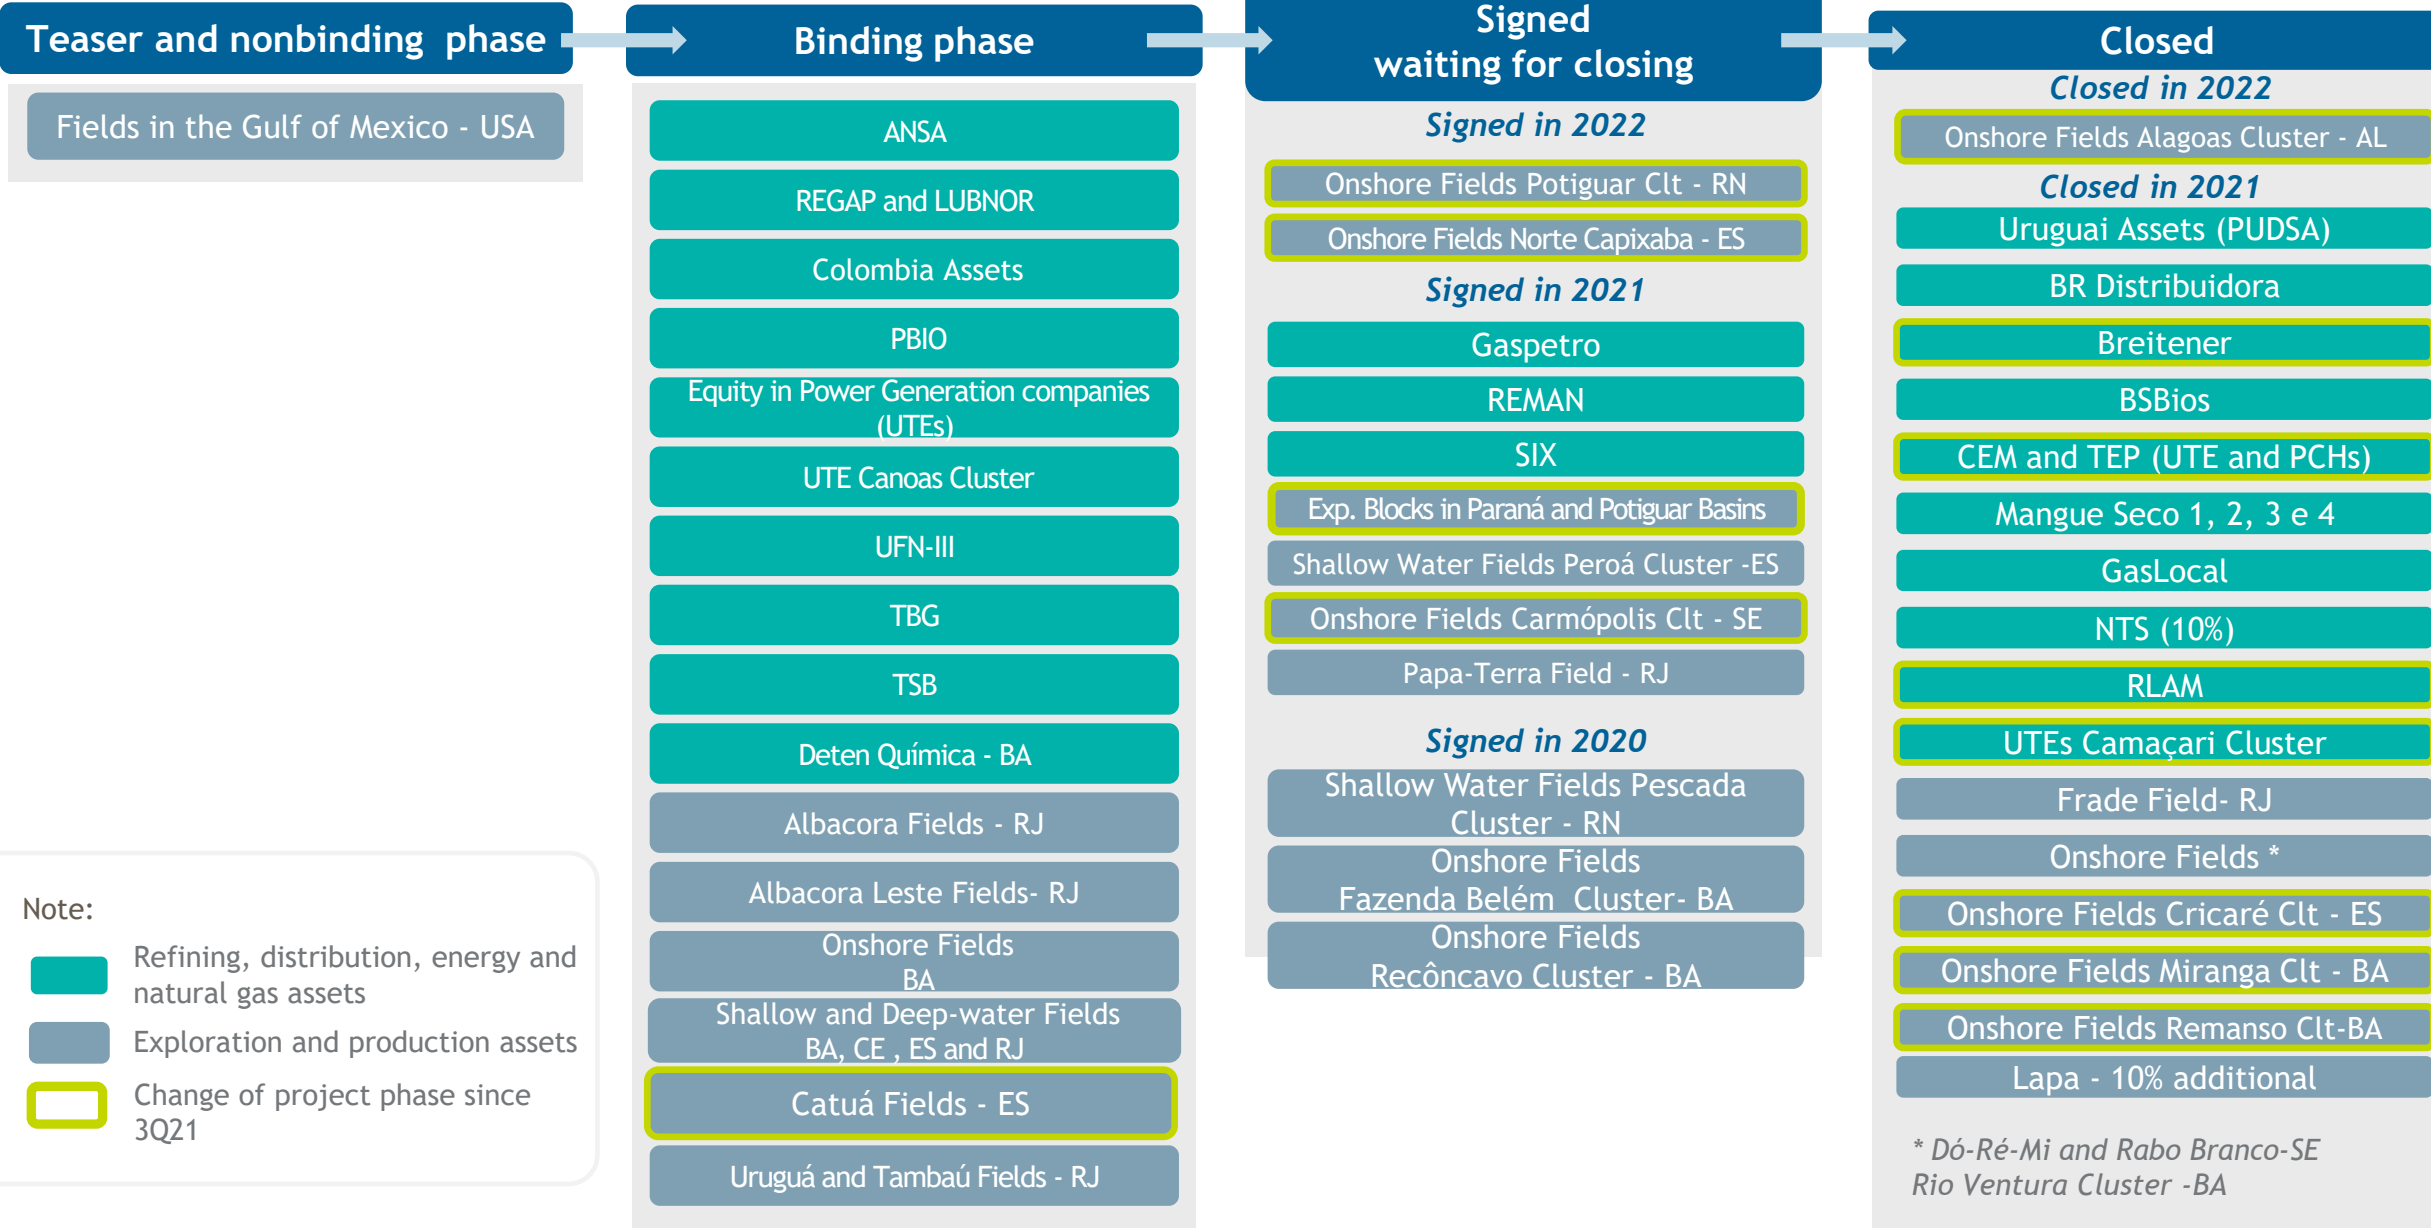 Teaser and nonbinding phase
Fields in the Gulf of Mexico - USA
Note:
Refining, distribution, energy and
natural gas assets
Exploration and production assets
Change of project phase since
3Q21
Binding phase
ANSA
REGAP and LUBNOR
Colombia Assets
PBIO
Equity in Power Generation companies
(UTEs)
UTE Canoas Cluster
UFN-III
TBG
TSB
Deten Química - BA
Albacora Fields - RJ
Albacora Leste Fields- RJ
Onshore Fields
BA
Shallow and Deep-water Fields
BA, CE , ES and RJ
Catuá Fields - ES
Uruguá and Tambaú Fields - RJ
Signed
waiting for closing
Signed in 2022
Onshore Fields Potiguar Clt - RN
Onshore Fields Norte Capixaba - ES
Signed in 2021
Gaspetro
REMAN
SIX
Exp. Blocks in Paraná and Potiguar Basins
Shallow Water Fields Peroá Cluster -ES
Onshore Fields Carmópolis Clt - SE
Papa-Terra Field - RJ
Signed in 2020
Shallow Water Fields Pescada
Cluster - RN
Onshore Fields
Fazenda Belém Cluster- BA
Onshore Fields
Recôncavo Cluster - BA
Closed
Closed in 2022
Onshore Fields Alagoas Cluster - AL
Closed in 2021
Uruguai Assets (PUDSA)
BR Distribuidora
Breitener
BSBios
CEM and TEP (UTE and PCHs)
Mangue Seco 1, 2, 3 e 4
GasLocal
NTS (10%)
RLAM
UTEs Camaçari Cluster
Frade Field- RJ
Onshore Fields *
Onshore Fields Cricaré Clt - ES
Onshore Fields Miranga Clt - BA
Onshore Fields Remanso Clt-BA
Lapa - 10% additional
* Dó-Ré-Mi and Rabo Branco-SE
Rio Ventura Cluster -BA